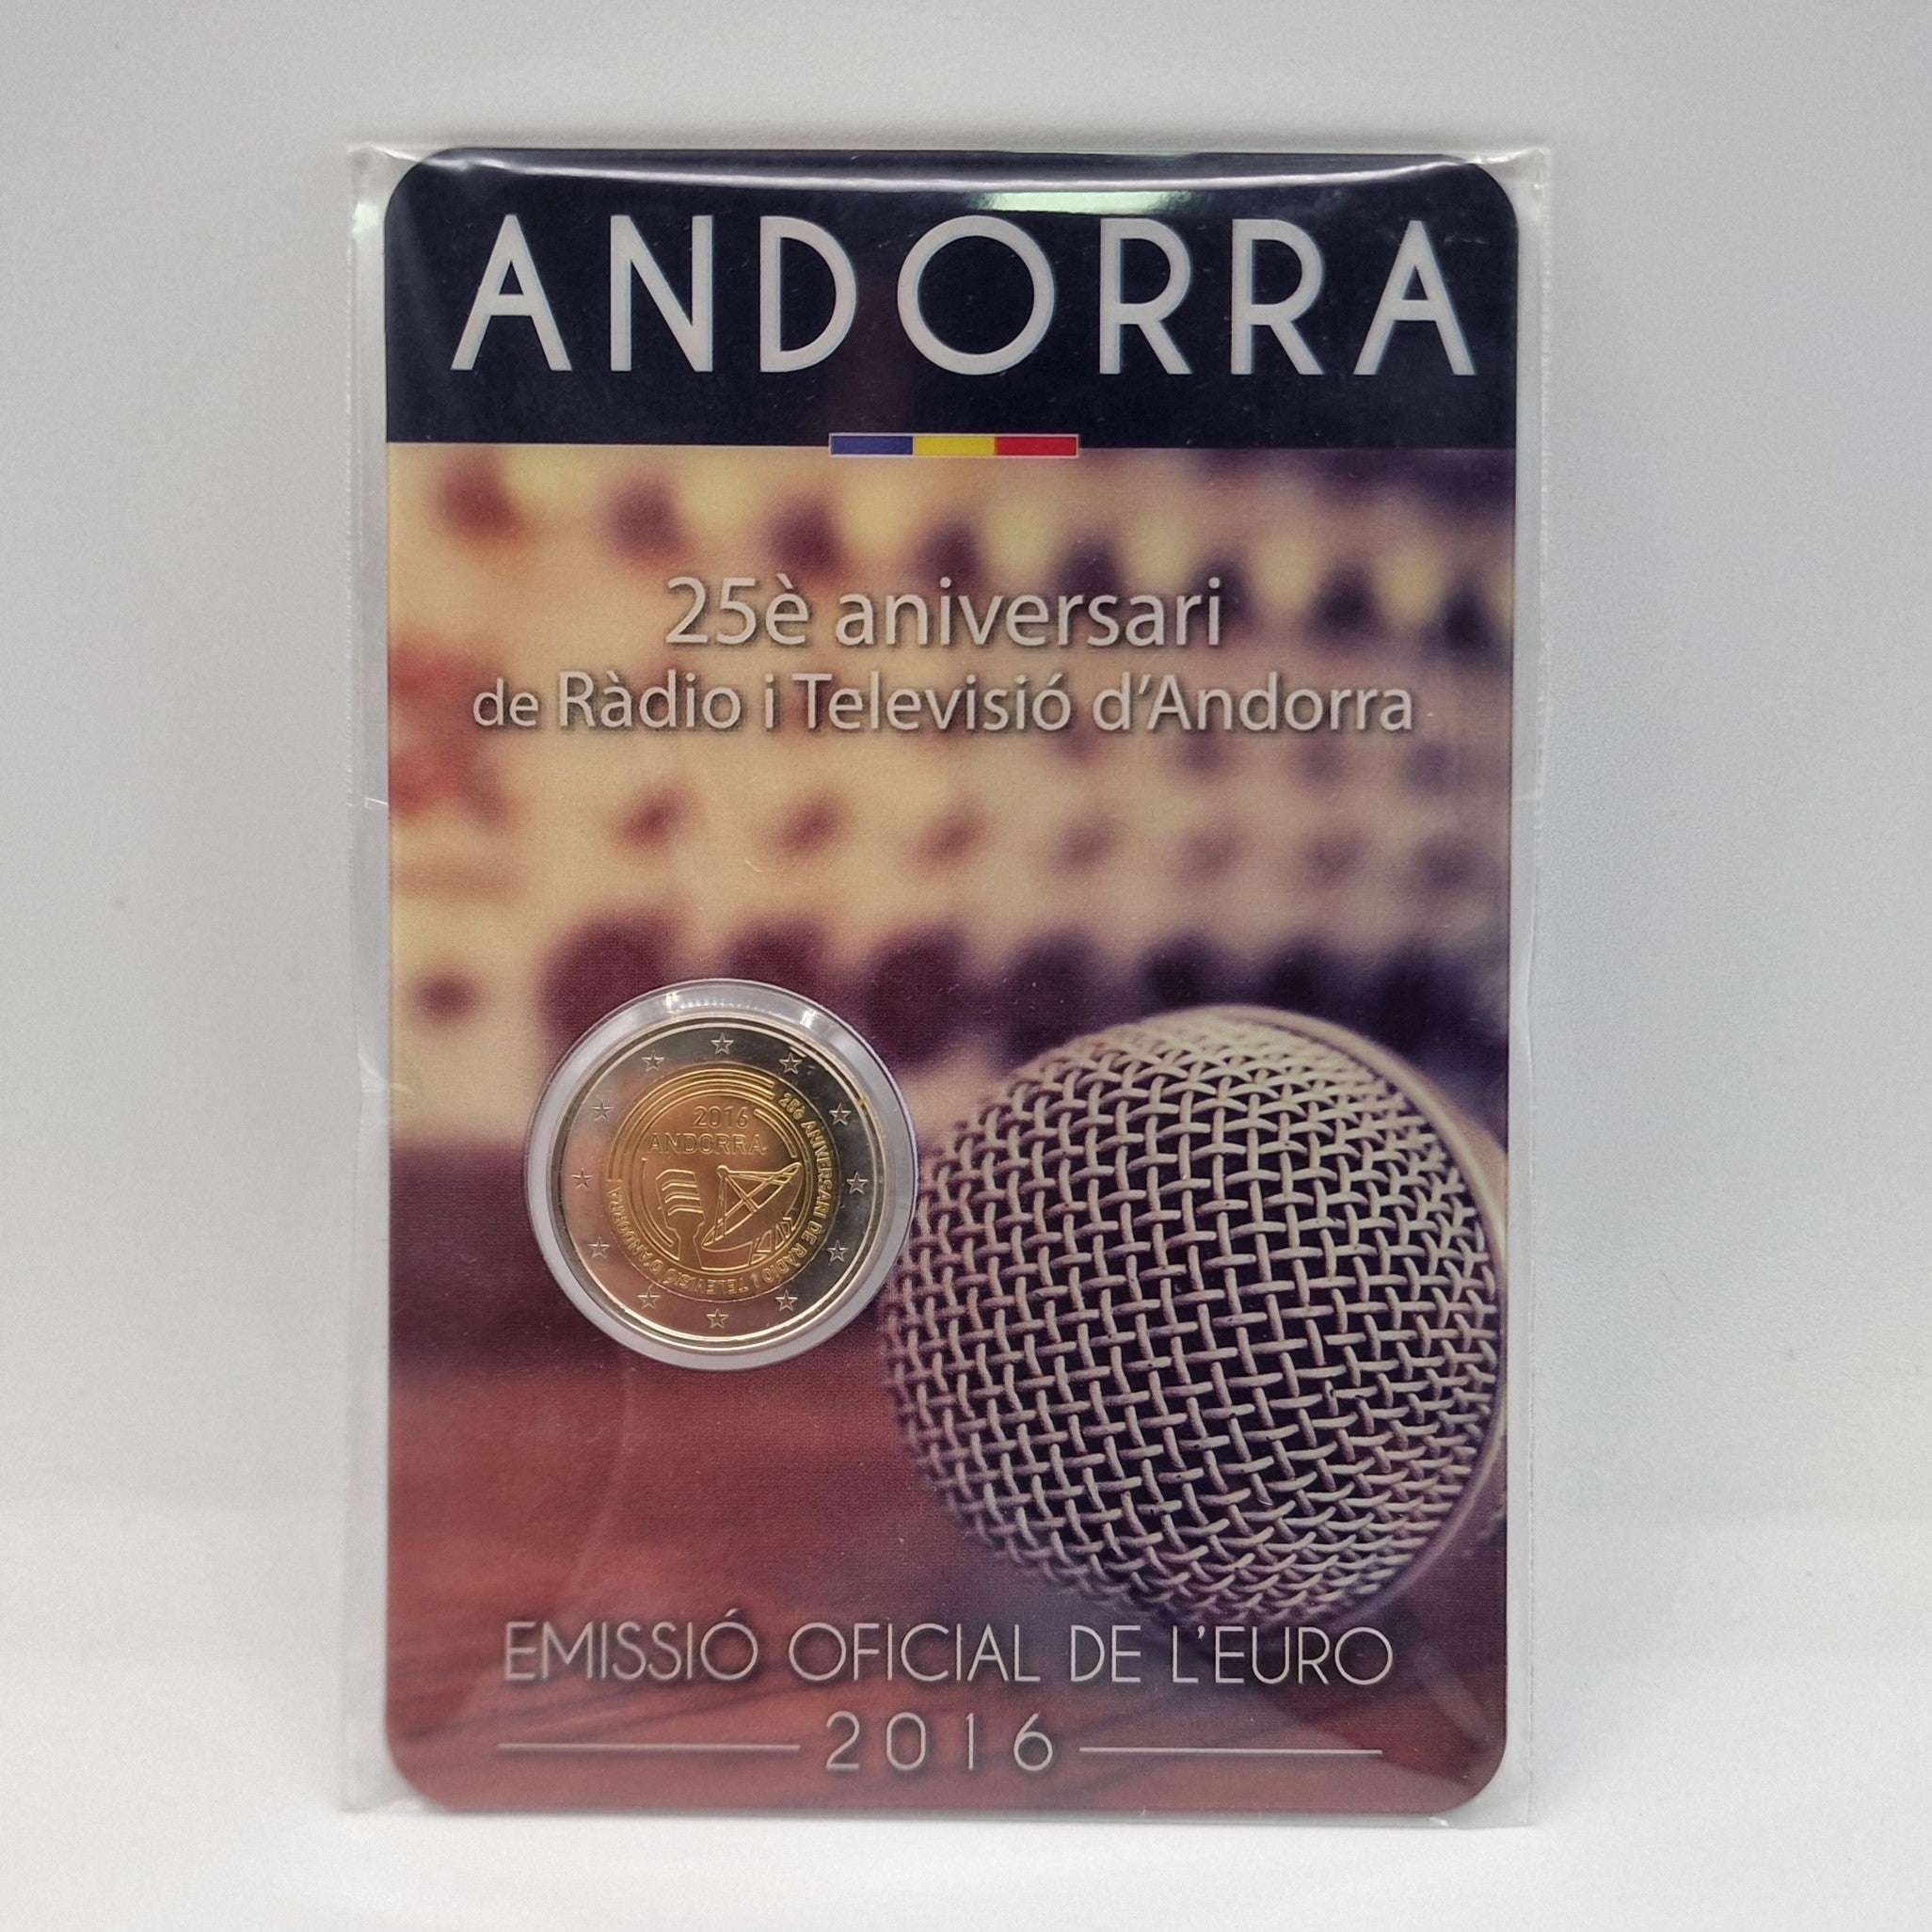 ANDORRA
25è aniversari
de Ràdio i Televisió d'Andorra
2016
ANDORRA
25è ANIVERSARI DE RÀDIO I TELEVISIÓ D'ANDORRA
EMISSIÓ OFICIAL DE L'EURO
2016